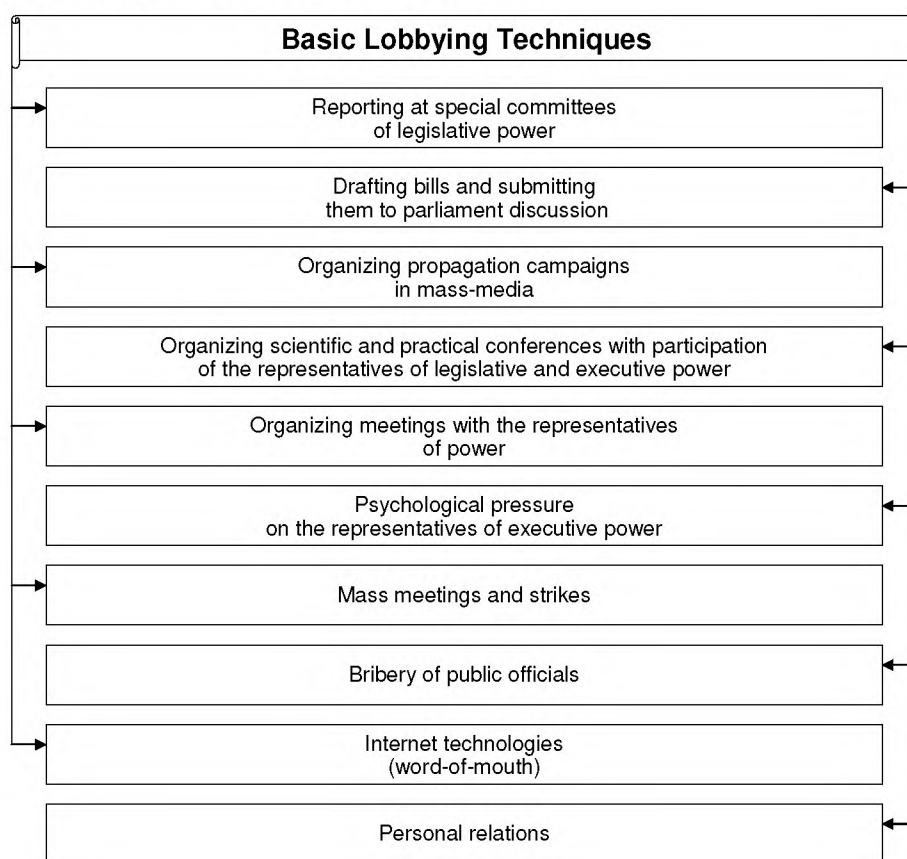 Basic Lobbying Techniques
Reporting at special committees
of legislative power
Drafting bills and submitting
them to parliament discussion
Organizing propagation campaigns
in mass-media
Organizing scientific and practical conferences with participation
of the representatives of legislative and executive power
Organizing meetings with the representatives
of power
Psychological pressure
on the representatives of executive power
Mass meetings and strikes
Bribery of public officials
Internet technologies
(word-of-mouth)
Personal relations